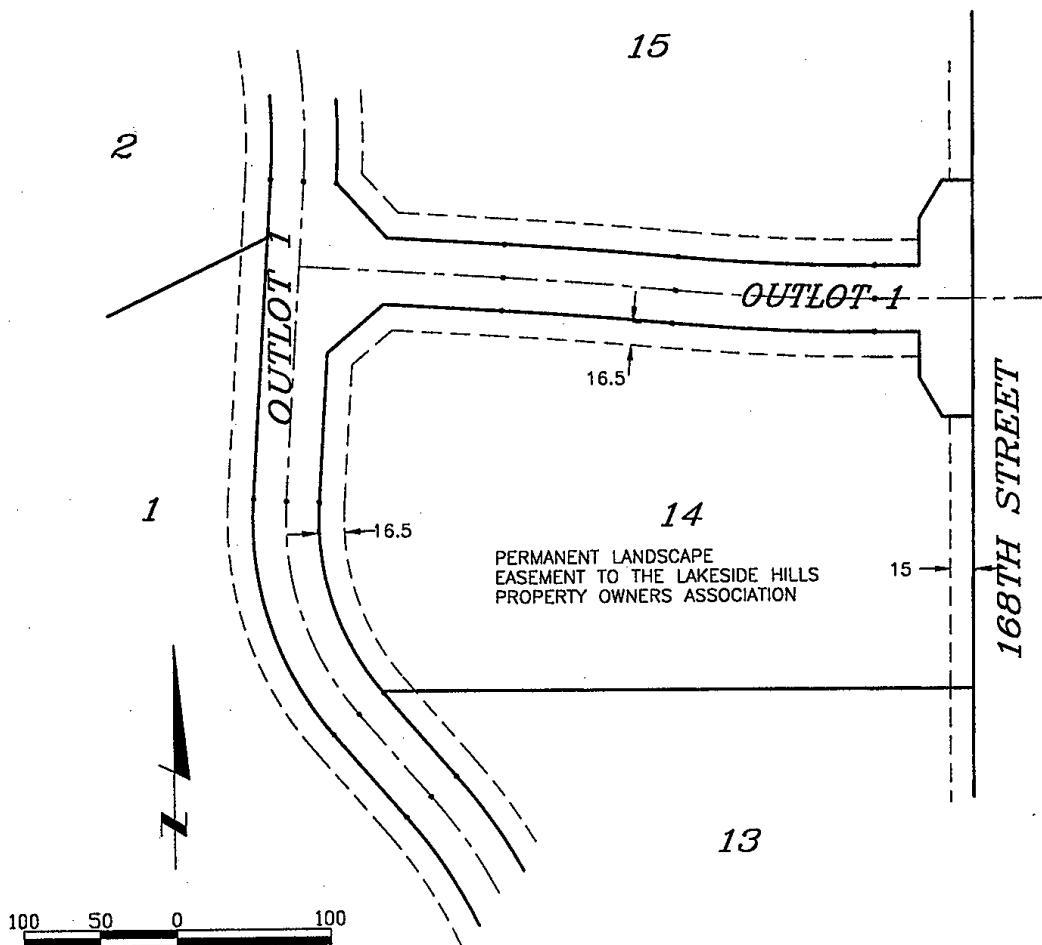 15
2
OUTLOT 1
OUTLOT 1
16.5
168TH STREET
1
14
16.5
PERMANENT LANDSCAPE
EASEMENT TO THE LAKESIDE HILLS
PROPERTY OWNERS ASSOCIATION
15
N
13
100 50 0 100